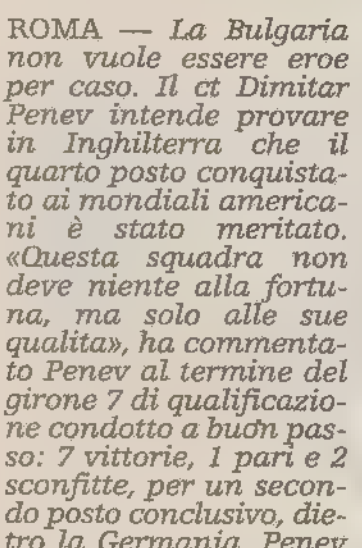 ROMA — La Bulgaria
non vuole essere eroe
per caso. Il ct Dimitar
Penev intende provare
in Inghilterra che il
quarto posto conquista-
to ai mondiali america-
ni è stato meritato.
«Questa squadra non
deve niente alla fortu-
na, ma solo alle sue
qualita», ha commenta-
to Penev al termine del
girone 7 di qualificazio-
ne condotto a buon pas-
so: 7 vittorie, 1 pari e 2
sconfitte, per un secon-
do posto conclusivo, die-
tro la Germania. Penev